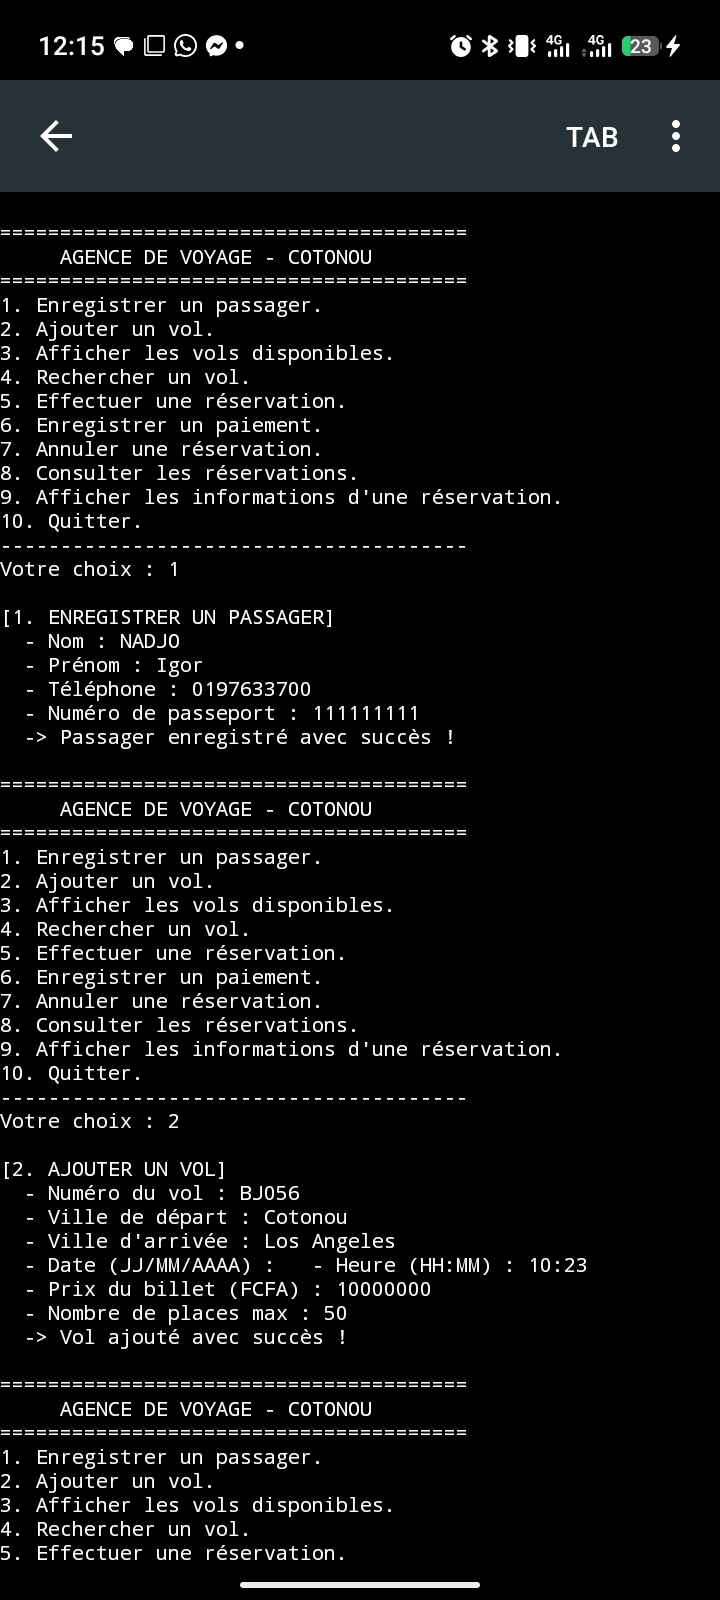 12:15 4G 4G 23
TAB
=======================================
AGENCE DE VOYAGE - COTONOU
=======================================
1. Enregistrer un passager.
2. Ajouter un vol.
3. Afficher les vols disponibles.
4. Rechercher un vol.
5. Effectuer une réservation.
6. Enregistrer un paiement.
7. Annuler une réservation.
8. Consulter les réservations.
9. Afficher les informations d'une réservation.
10. Quitter.
---------------------------------------
Votre choix : 1
[1. ENREGISTRER UN PASSAGER]
- Nom : NADJO
- Prénom : Igor
- Téléphone : 0197633700
- Numéro de passeport : 111111111
-> Passager enregistré avec succès !
=======================================
AGENCE DE VOYAGE - COTONOU
=======================================
1. Enregistrer un passager.
2. Ajouter un vol.
3. Afficher les vols disponibles.
4. Rechercher un vol.
5. Effectuer une réservation.
6. Enregistrer un paiement.
7. Annuler une réservation.
8. Consulter les réservations.
9. Afficher les informations d'une réservation.
10. Quitter.
---------------------------------------
Votre choix : 2
[2. AJOUTER UN VOL]
- Numéro du vol : BJ056
- Ville de départ : Cotonou
- Ville d'arrivée : Los Angeles
- Date (JJ/MM/AAAA) :   - Heure (HH:MM) : 10:23
- Prix du billet (FCFA) : 10000000
- Nombre de places max : 50
-> Vol ajouté avec succès !
=======================================
AGENCE DE VOYAGE - COTONOU
=======================================
1. Enregistrer un passager.
2. Ajouter un vol.
3. Afficher les vols disponibles.
4. Rechercher un vol.
5. Effectuer une réservation.